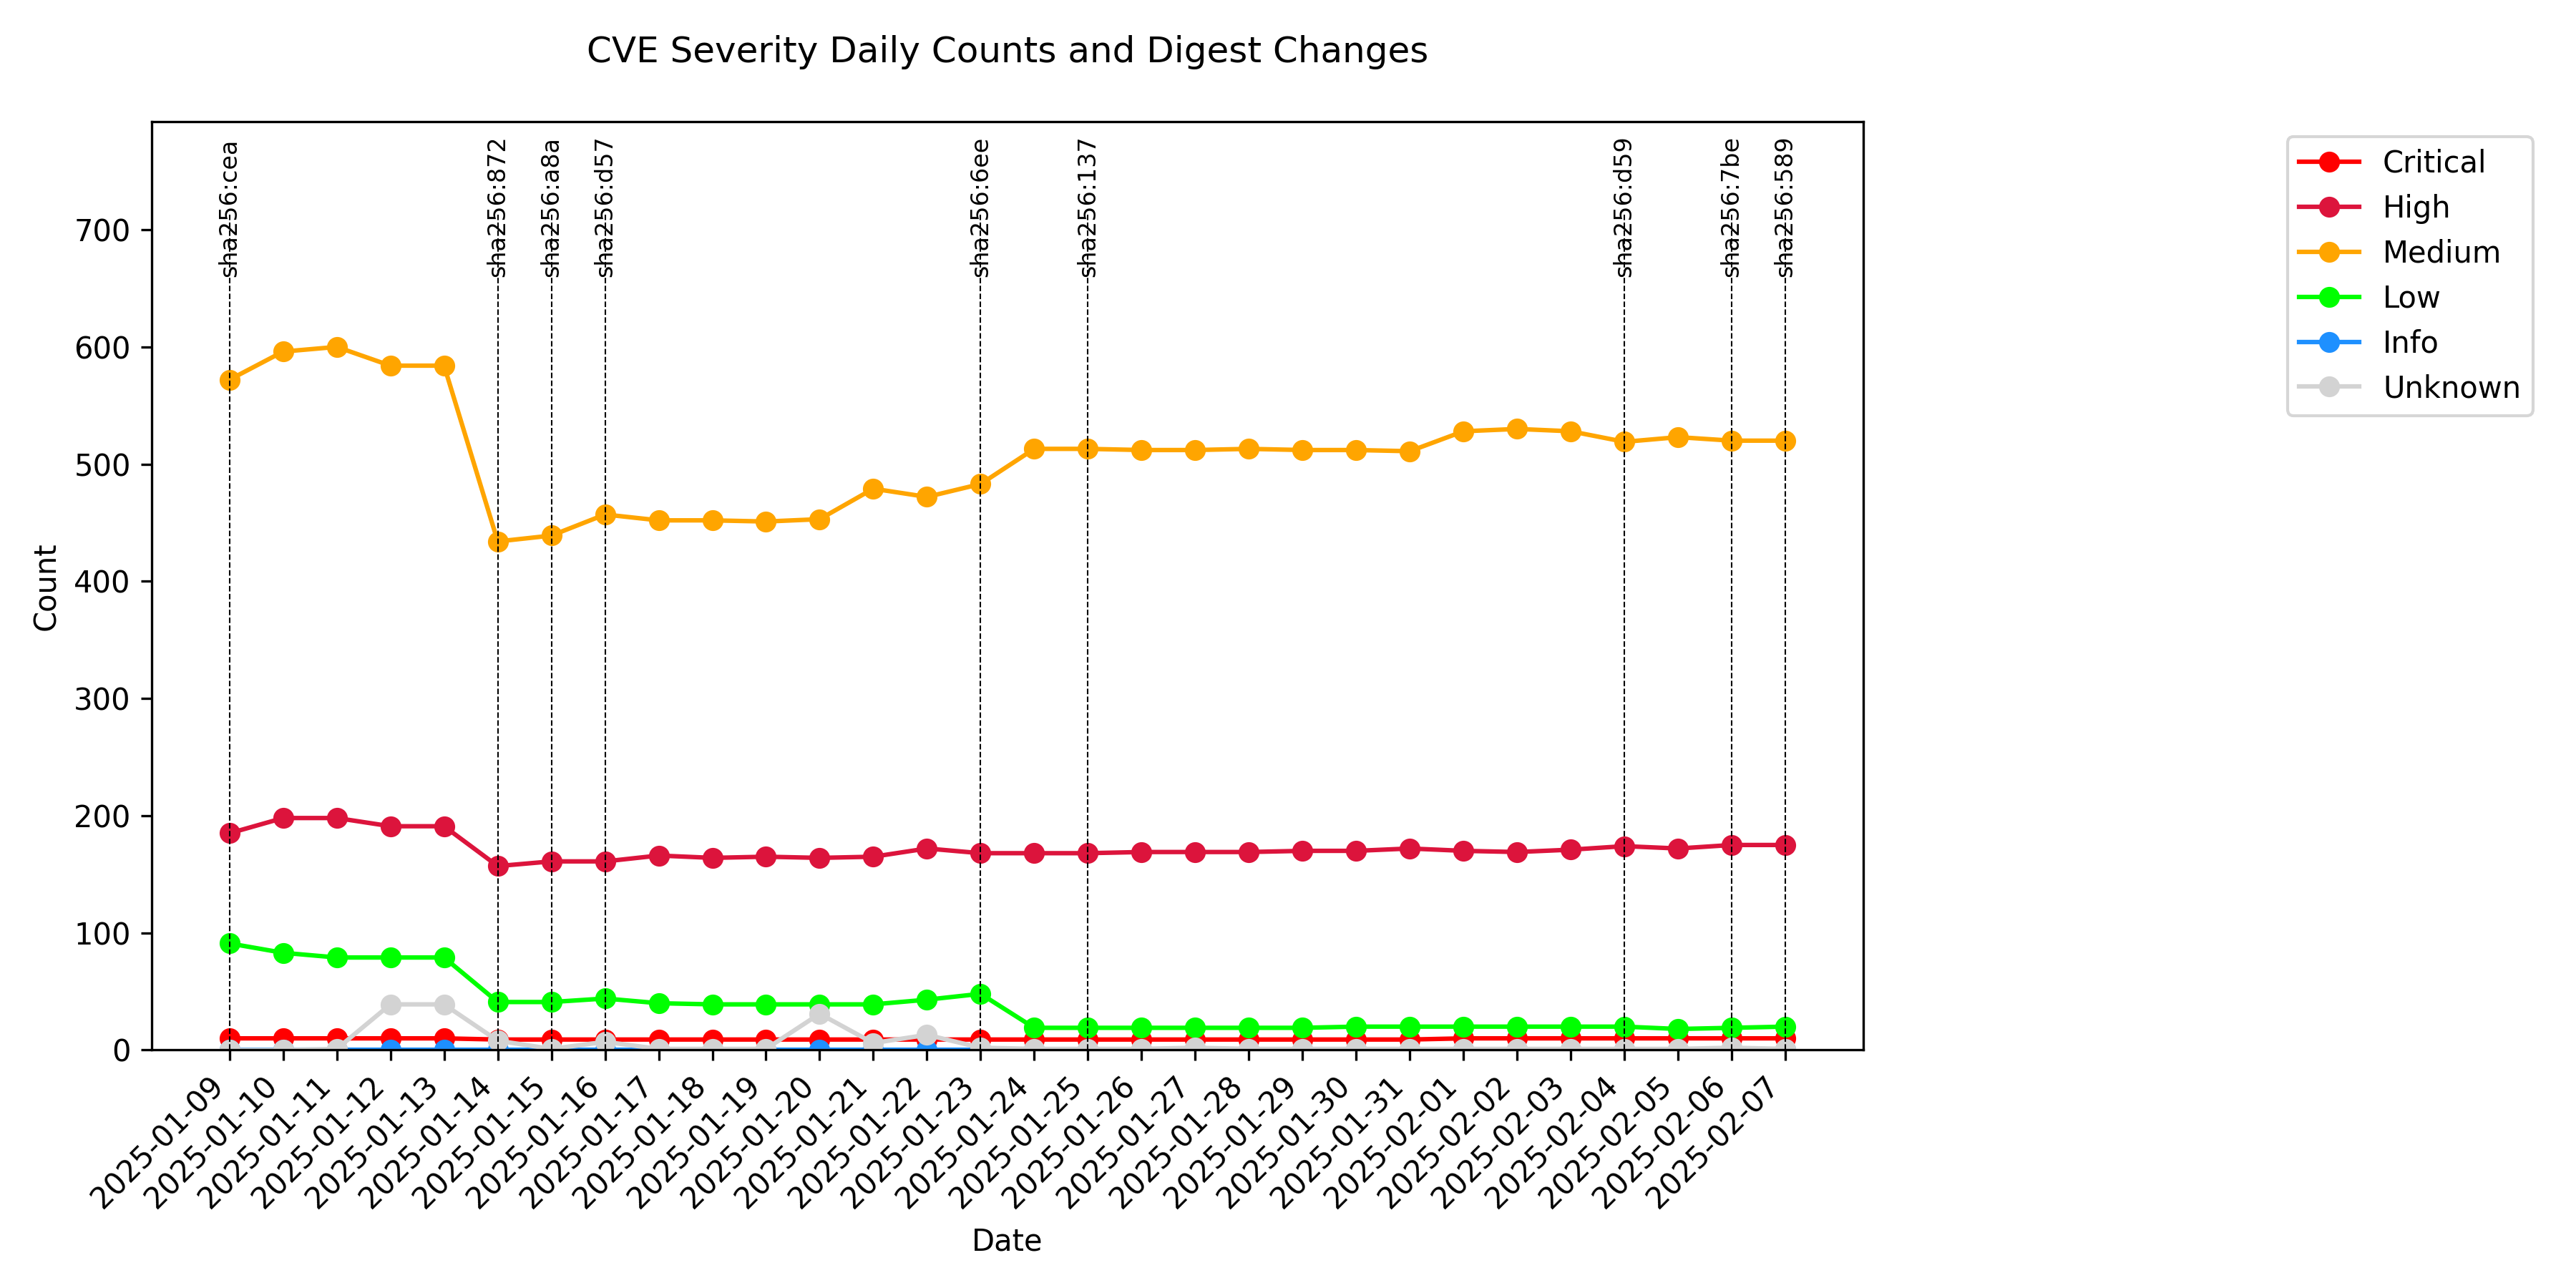 CVE Severity Daily Counts and Digest Changes
sha256:cea
sha256:872
sha256:a8a
sha256:d57
sha256:6ee
sha256:137
sha256:d59
sha256:7be
sha256:589
Critical
High
Medium
Low
Info
Unknown
Count
700
600
500
400
300
200
100
0
2025-01-09
2025-01-10
2025-01-11
2025-01-12
2025-01-13
2025-01-14
2025-01-15
2025-01-16
2025-01-17
2025-01-18
2025-01-19
2025-01-20
2025-01-21
2025-01-22
2025-01-23
2025-01-24
2025-01-25
2025-01-26
2025-01-27
2025-01-28
2025-01-29
2025-01-30
2025-01-31
2025-02-01
2025-02-02
2025-02-03
2025-02-04
2025-02-05
2025-02-06
2025-02-07
Date